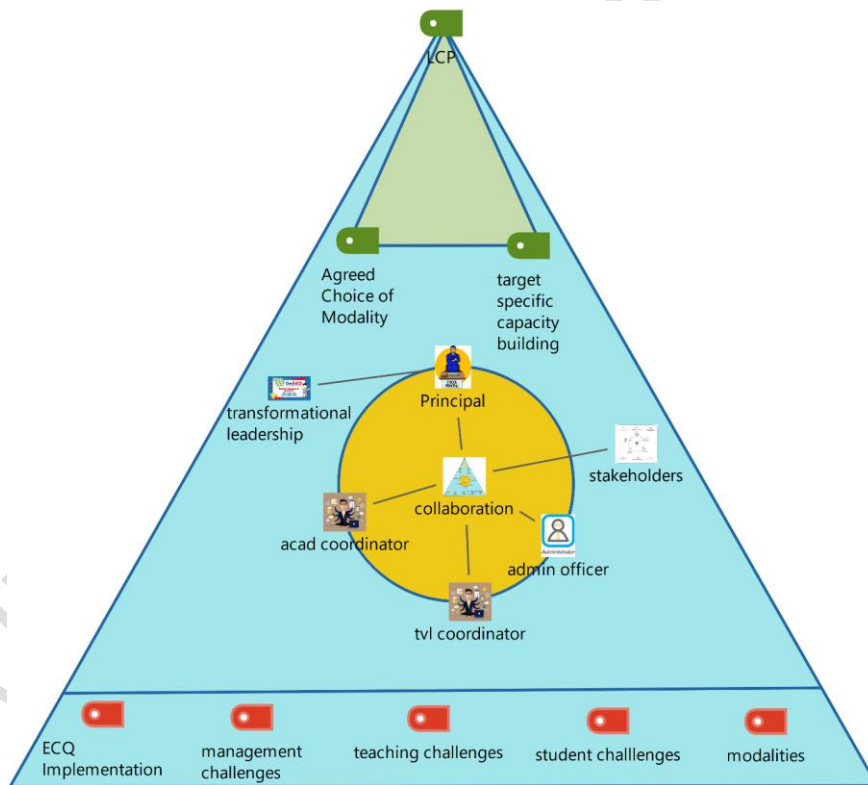 LCP
Agreed
Choice of
Modality
target
specific
capacity
building
Principal
transformational
leadership
stakeholders
collaboration
acad coordinator
admin officer
tvl coordinator
ECQ
Implementation
management
challenges
teaching challenges
student challlenges
modalities